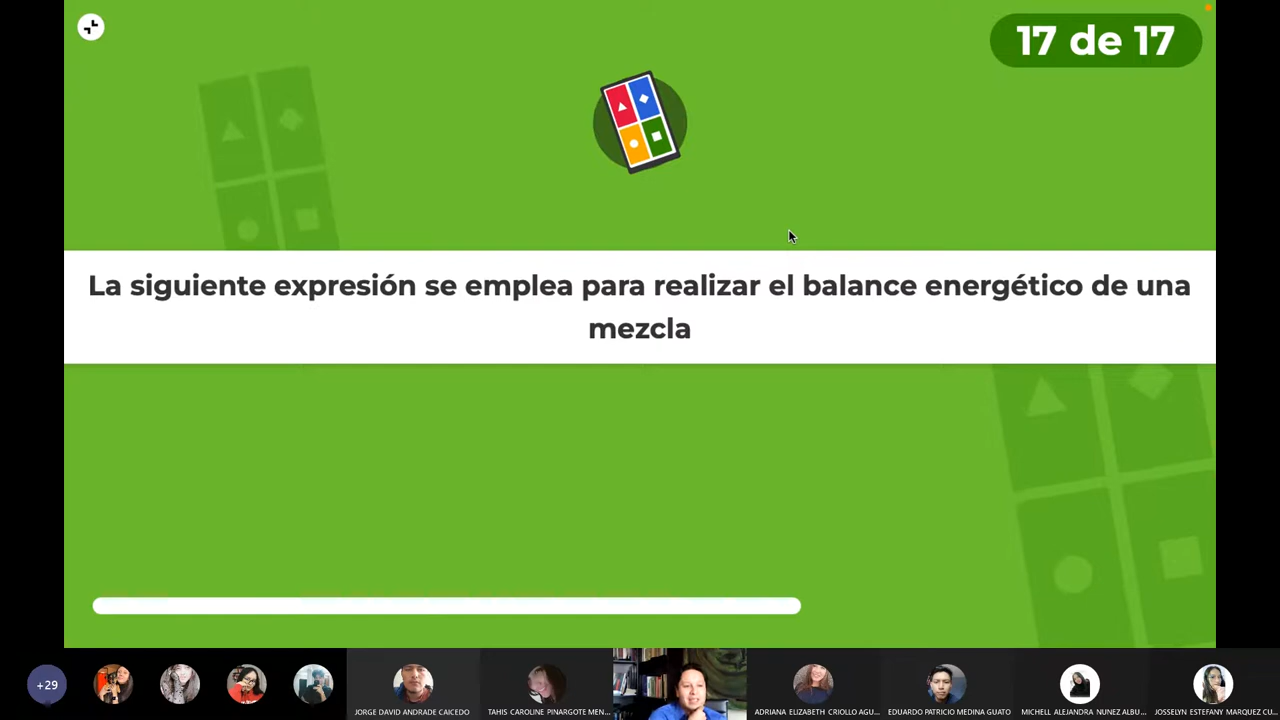 17 de 17
La siguiente expresión se emplea para realizar el balance energético de una
mezcla
+29
JORGE DAVID ANDRADE CAICEDO
TAHIS CAROLINE PINARGOTE MEN...
ADRIANA ELIZABETH CRIOLLO AGU...
EDUARDO PATRICIO MEDINA GUATO
MICHELL ALEJANDRA NUNEZ ALBU...
JOSSELYN ESTEFANY MARQUEZ CU...